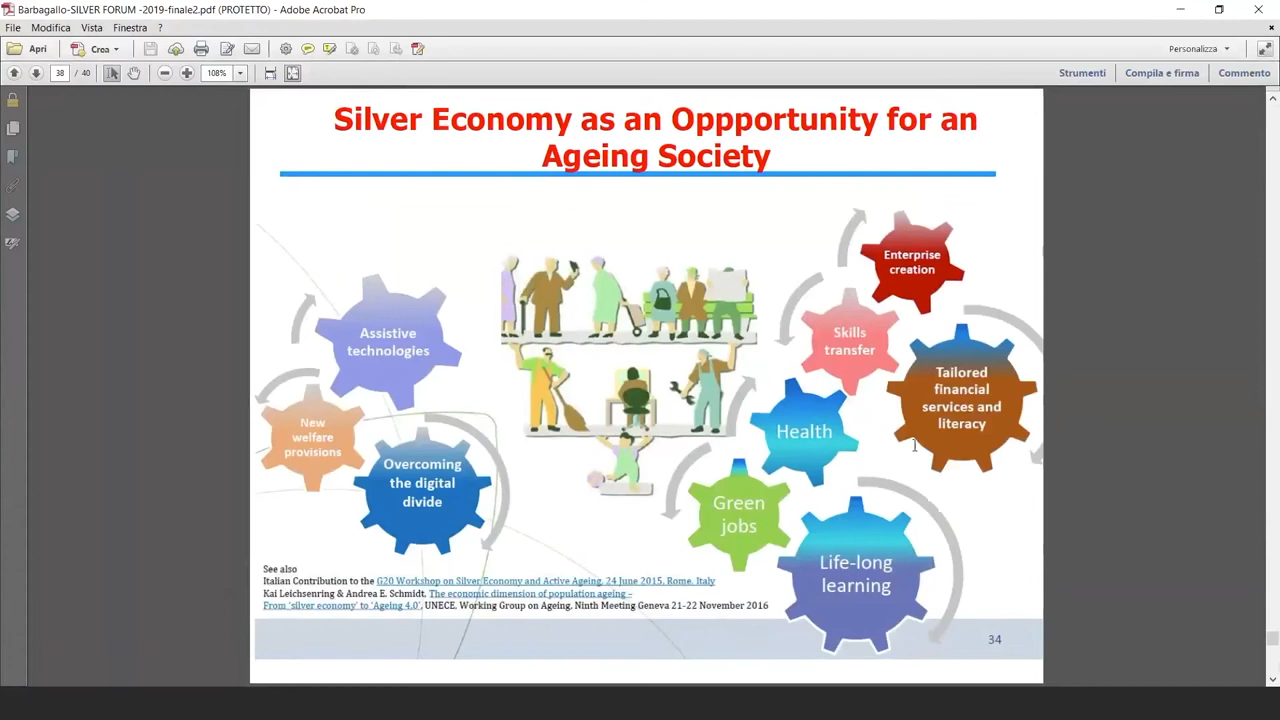 Barbagallo-SILVER FORUM -2019-finale2.pdf (PROTETTO) - Adobe Acrobat Pro
File Modifica Vista Finestra ?
Apri Crea Personalizza
38 / 40 108% Strumenti Compila e firma Commento
Silver Economy as an Oppportunity for an
Ageing Society
Assistive
technologies
New
welfare
provisions
Overcoming
the digital
divide
Enterprise
creation
Skills
transfer
Tailored
financial
services and
literacy
Health
Green
jobs
Life-long
learning
See also
Italian Contribution to the G20 Workshop on Silver Economy and Active Ageing, 24 June 2015, Rome, Italy
Kai Leichsenring & Andrea E. Schmidt, The economic dimension of population ageing –
From ‘silver economy’ to ‘Ageing 4.0’, UNECE, Working Group on Ageing, Ninth Meeting Geneva 21-22 November 2016
34